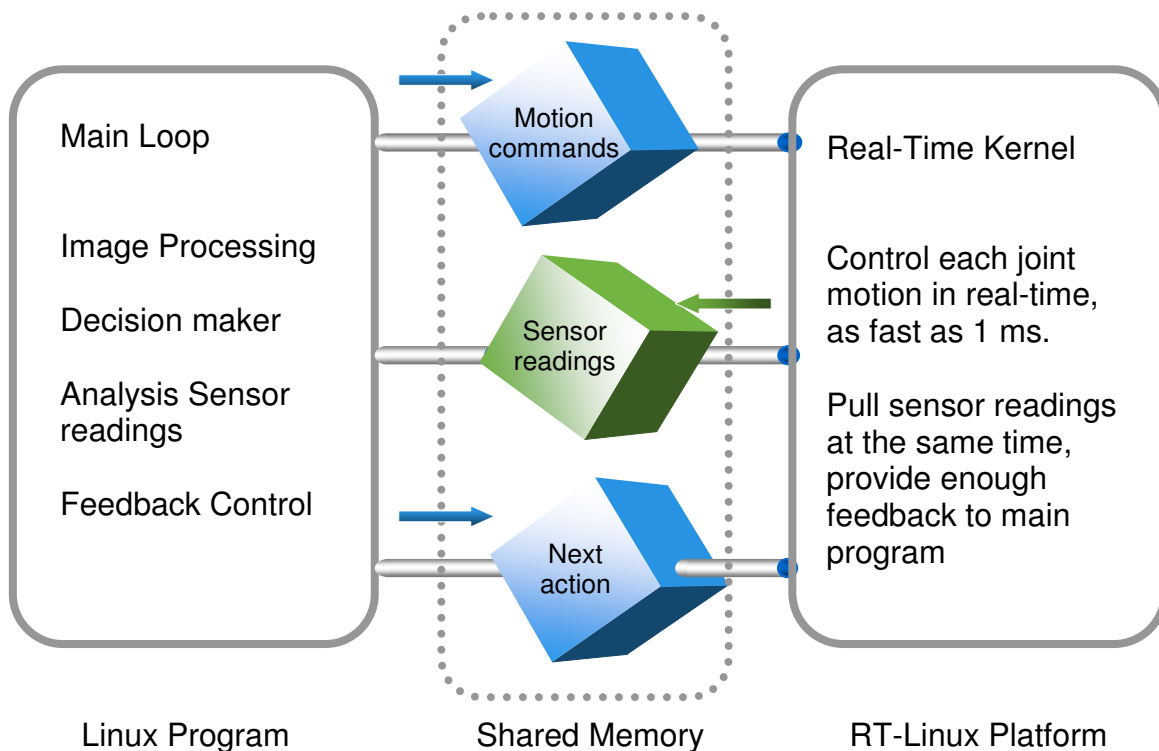 Main Loop
Image Processing
Decision maker
Analysis Sensor
readings
Feedback Control
Linux Program
Motion
commands
Sensor
readings
Next
action
Shared Memory
Real-Time Kernel
Control each joint
motion in real-time,
as fast as 1 ms.
Pull sensor readings
at the same time,
provide enough
feedback to main
program
RT-Linux Platform